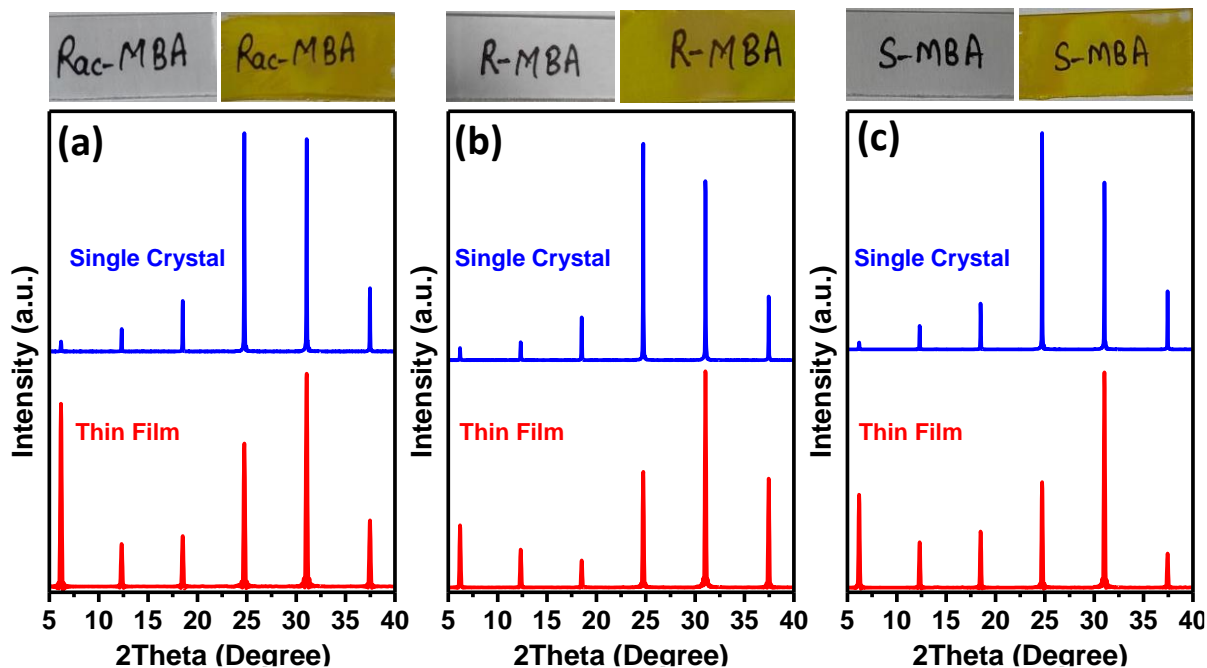 Rac-MBA Rac-MBA R-MBA R-MBA S-MBA S-MBA
(a)
Single Crystal
Thin Film
Intensity (a.u.)
5 10 15 20 25 30 35 40
2Theta (Degree)
(b)
Single Crystal
Thin Film
Intensity (a.u.)
5 10 15 20 25 30 35 40
2Theta (Degree)
(c)
Single Crystal
Thin Film
Intensity (a.u.)
5 10 15 20 25 30 35 40
2Theta (Degree)